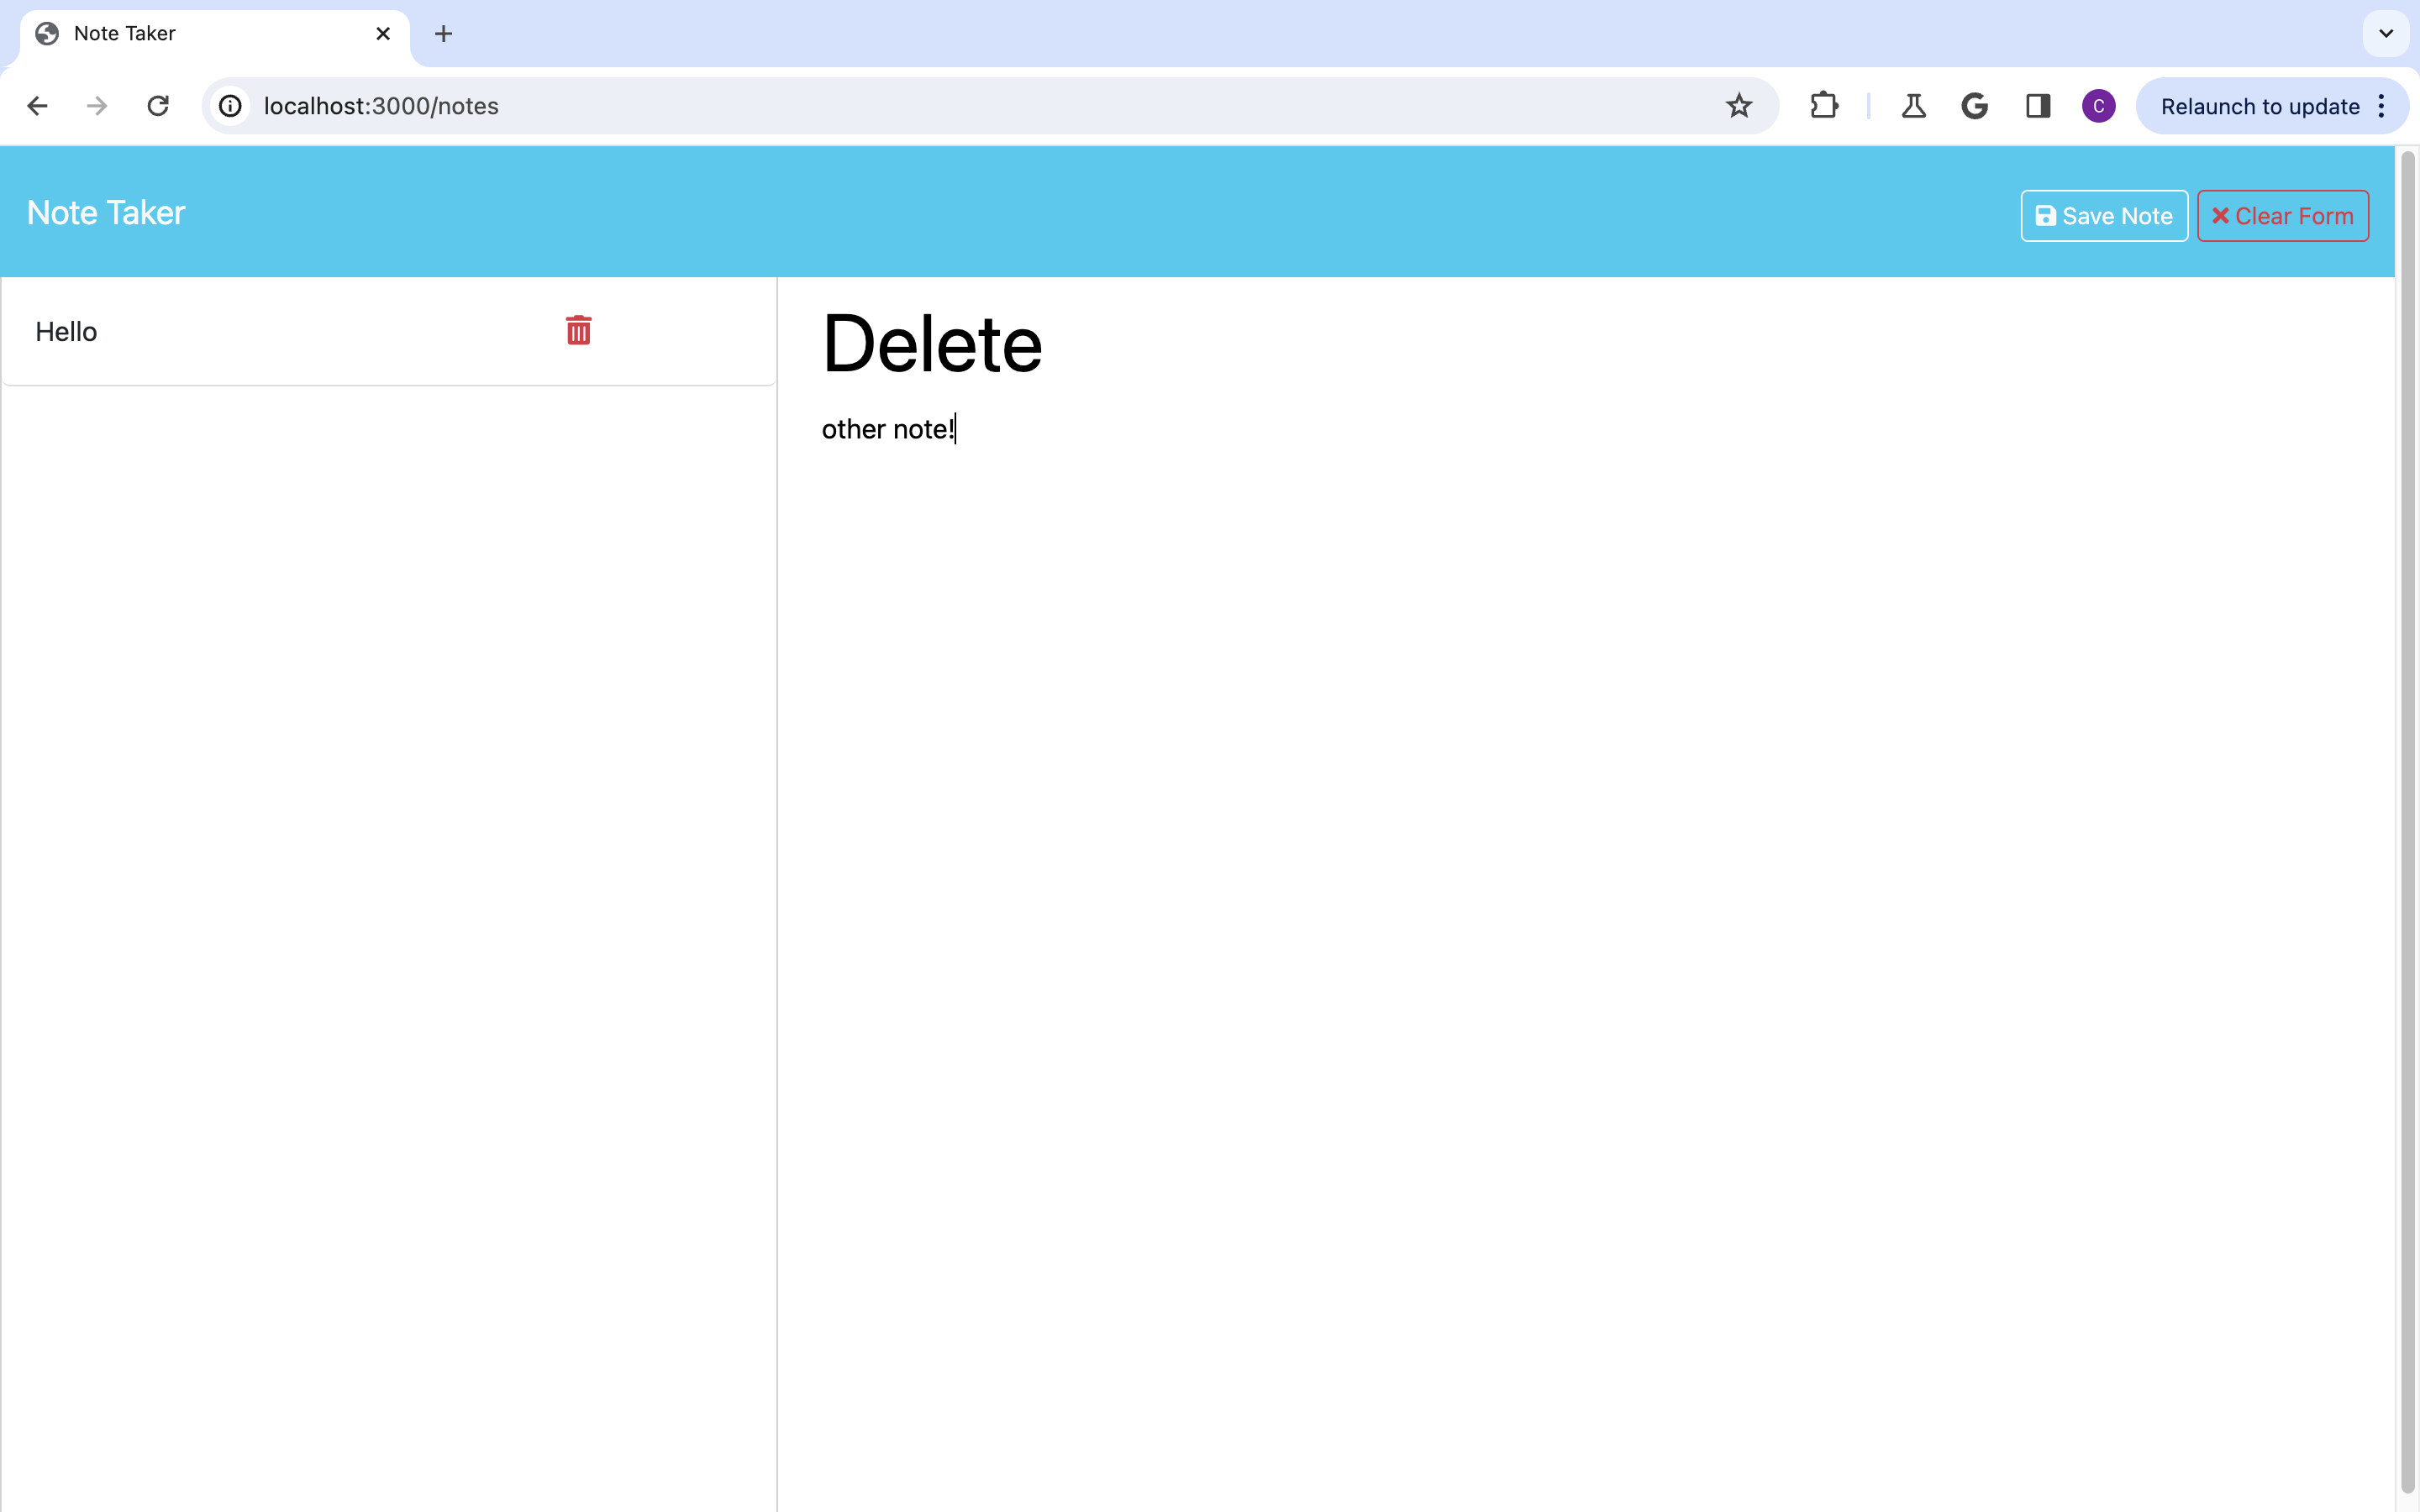 Note Taker
localhost:3000/notes
C
Relaunch to update
Note Taker
Save Note
Clear Form
Hello
Delete
other note!